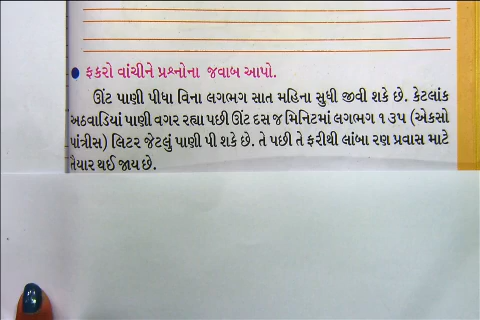 ● ફકરો વાંચીને પ્રશ્નોના જવાબ આપો.
ઊંટ પાણી પીધા વિના લગભગ સાત મહિના સુધી જીવી શકે છે. કેટલાંક
અઠવાડિયાં પાણી વગર રહ્યા પછી ઊંટ દસ જ મિનિટમાં લગભગ ૧૩૫ (એકસો
પાંત્રીસ) લિટર જેટલું પાણી પી શકે છે. તે પછી તે ફરીથી લાંબા રણ પ્રવાસ માટે
તૈયાર થઈ જાય છે.